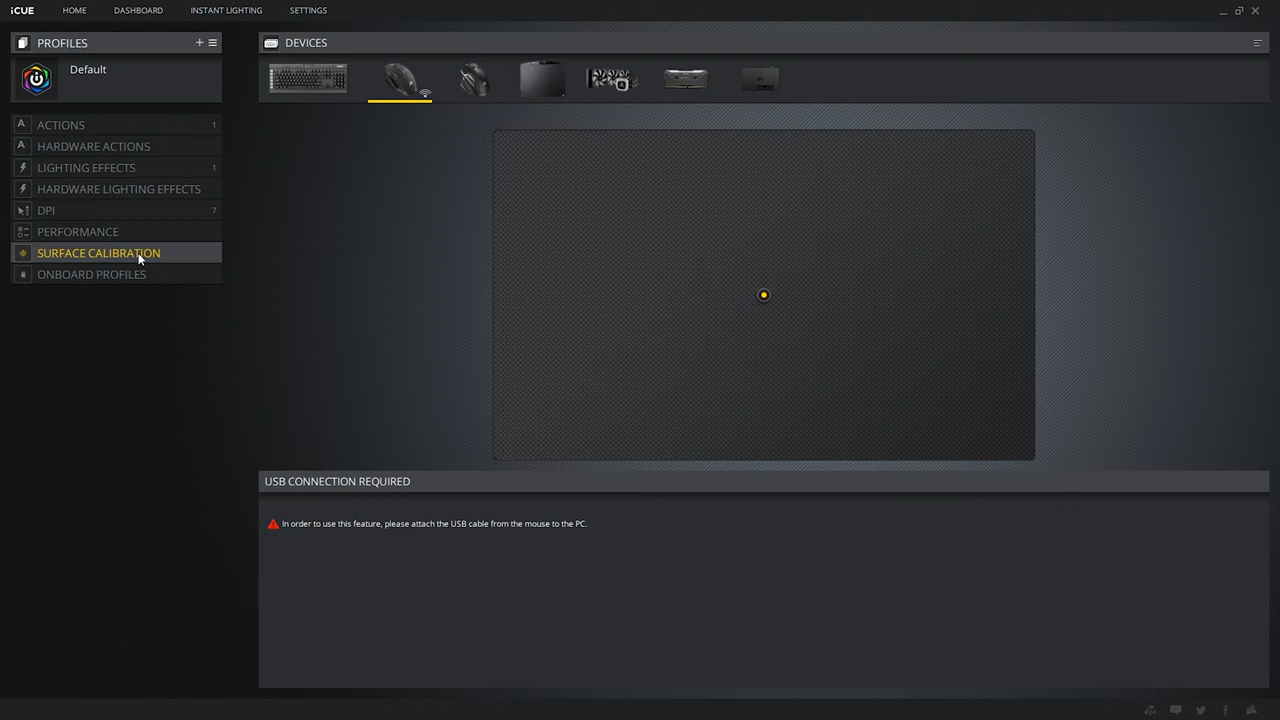 iCUE HOME DASHBOARD INSTANT LIGHTING SETTINGS
PROFILES
Default
ACTIONS 1
HARDWARE ACTIONS
LIGHTING EFFECTS 1
HARDWARE LIGHTING EFFECTS
DPI 7
PERFORMANCE
SURFACE CALIBRATION
ONBOARD PROFILES
DEVICES
USB CONNECTION REQUIRED
In order to use this feature, please attach the USB cable from the mouse to the PC.